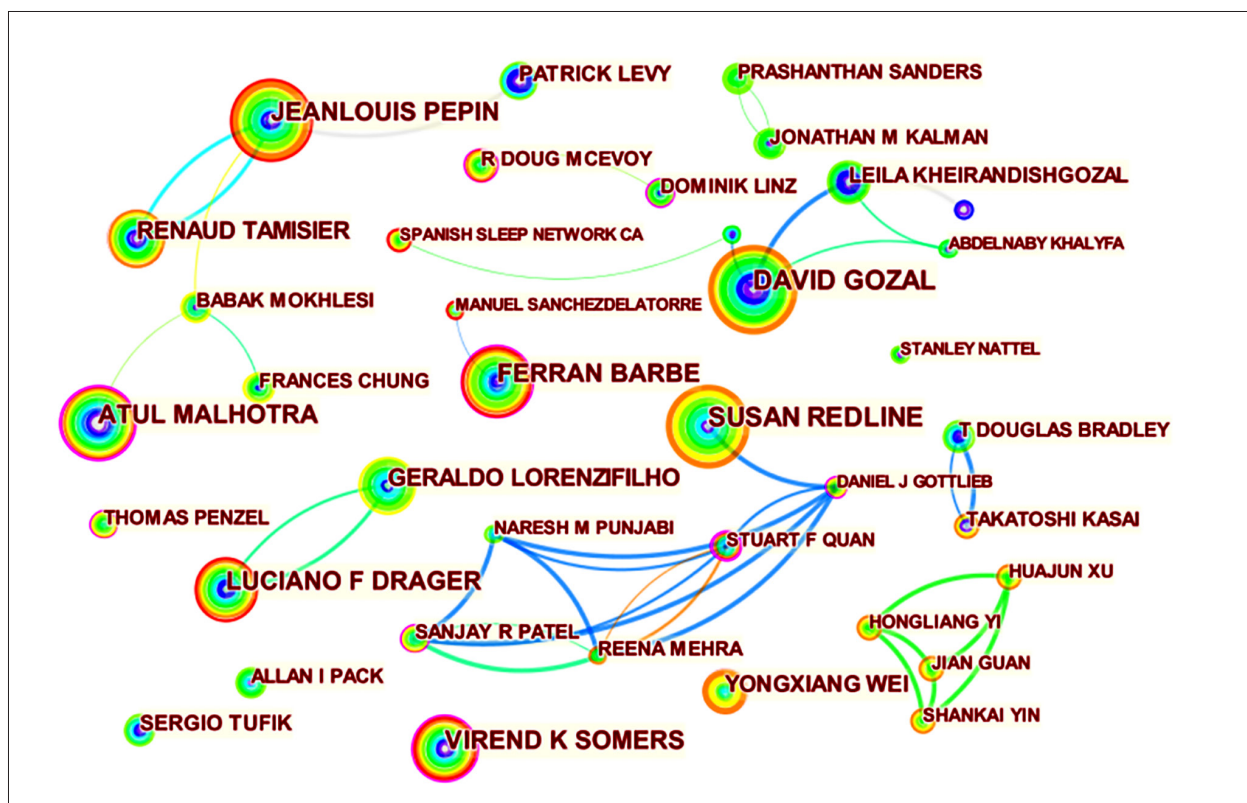 PATRICK LEVY
PRASHANTHAN SANDERS
JEANLOUIS PEPIN
JONATHAN M KALMAN
R DOUG MCEVOY
LEILA KHEIRANDISHGOZAL
DOMINIK LINZ
RENAUD TAMISIER
SPANISH SLEEP NETWORK CA
ABDELNABY KHALYFA
DAVID GOZAL
BABAK MOKHLESI
MANUEL SANCHEZDELATORRE
STANLEY NATTEL
FERRAN BARBE
FRANCES CHUNG
ATUL MALHOTRA
SUSAN REDLINE
T DOUGLAS BRADLEY
GERALDO LORENZIFILHO
DANIEL J GOTTLIEB
THOMAS PENZEL
NARESH M PUNJABI
TAKATOSHI KASAI
STUART F QUAN
LUCIANO F DRAGER
HUAJUN XU
HONGLIANG YI
SANJAY R PATEL
REENA MEHRA
JIAN GUAN
ALLAN I PACK
YONGXIANG WEI
SHANKAI YIN
SERGIO TUFIK
VIREND K SOMERS